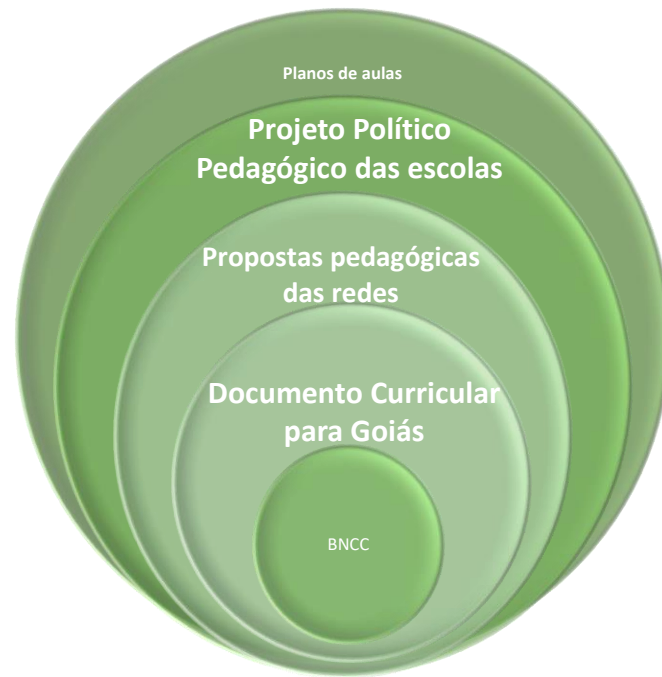 Planos de aulas
Projeto Político
Pedagógico das escolas
Propostas pedagógicas
das redes
Documento Curricular
para Goiás
BNCC